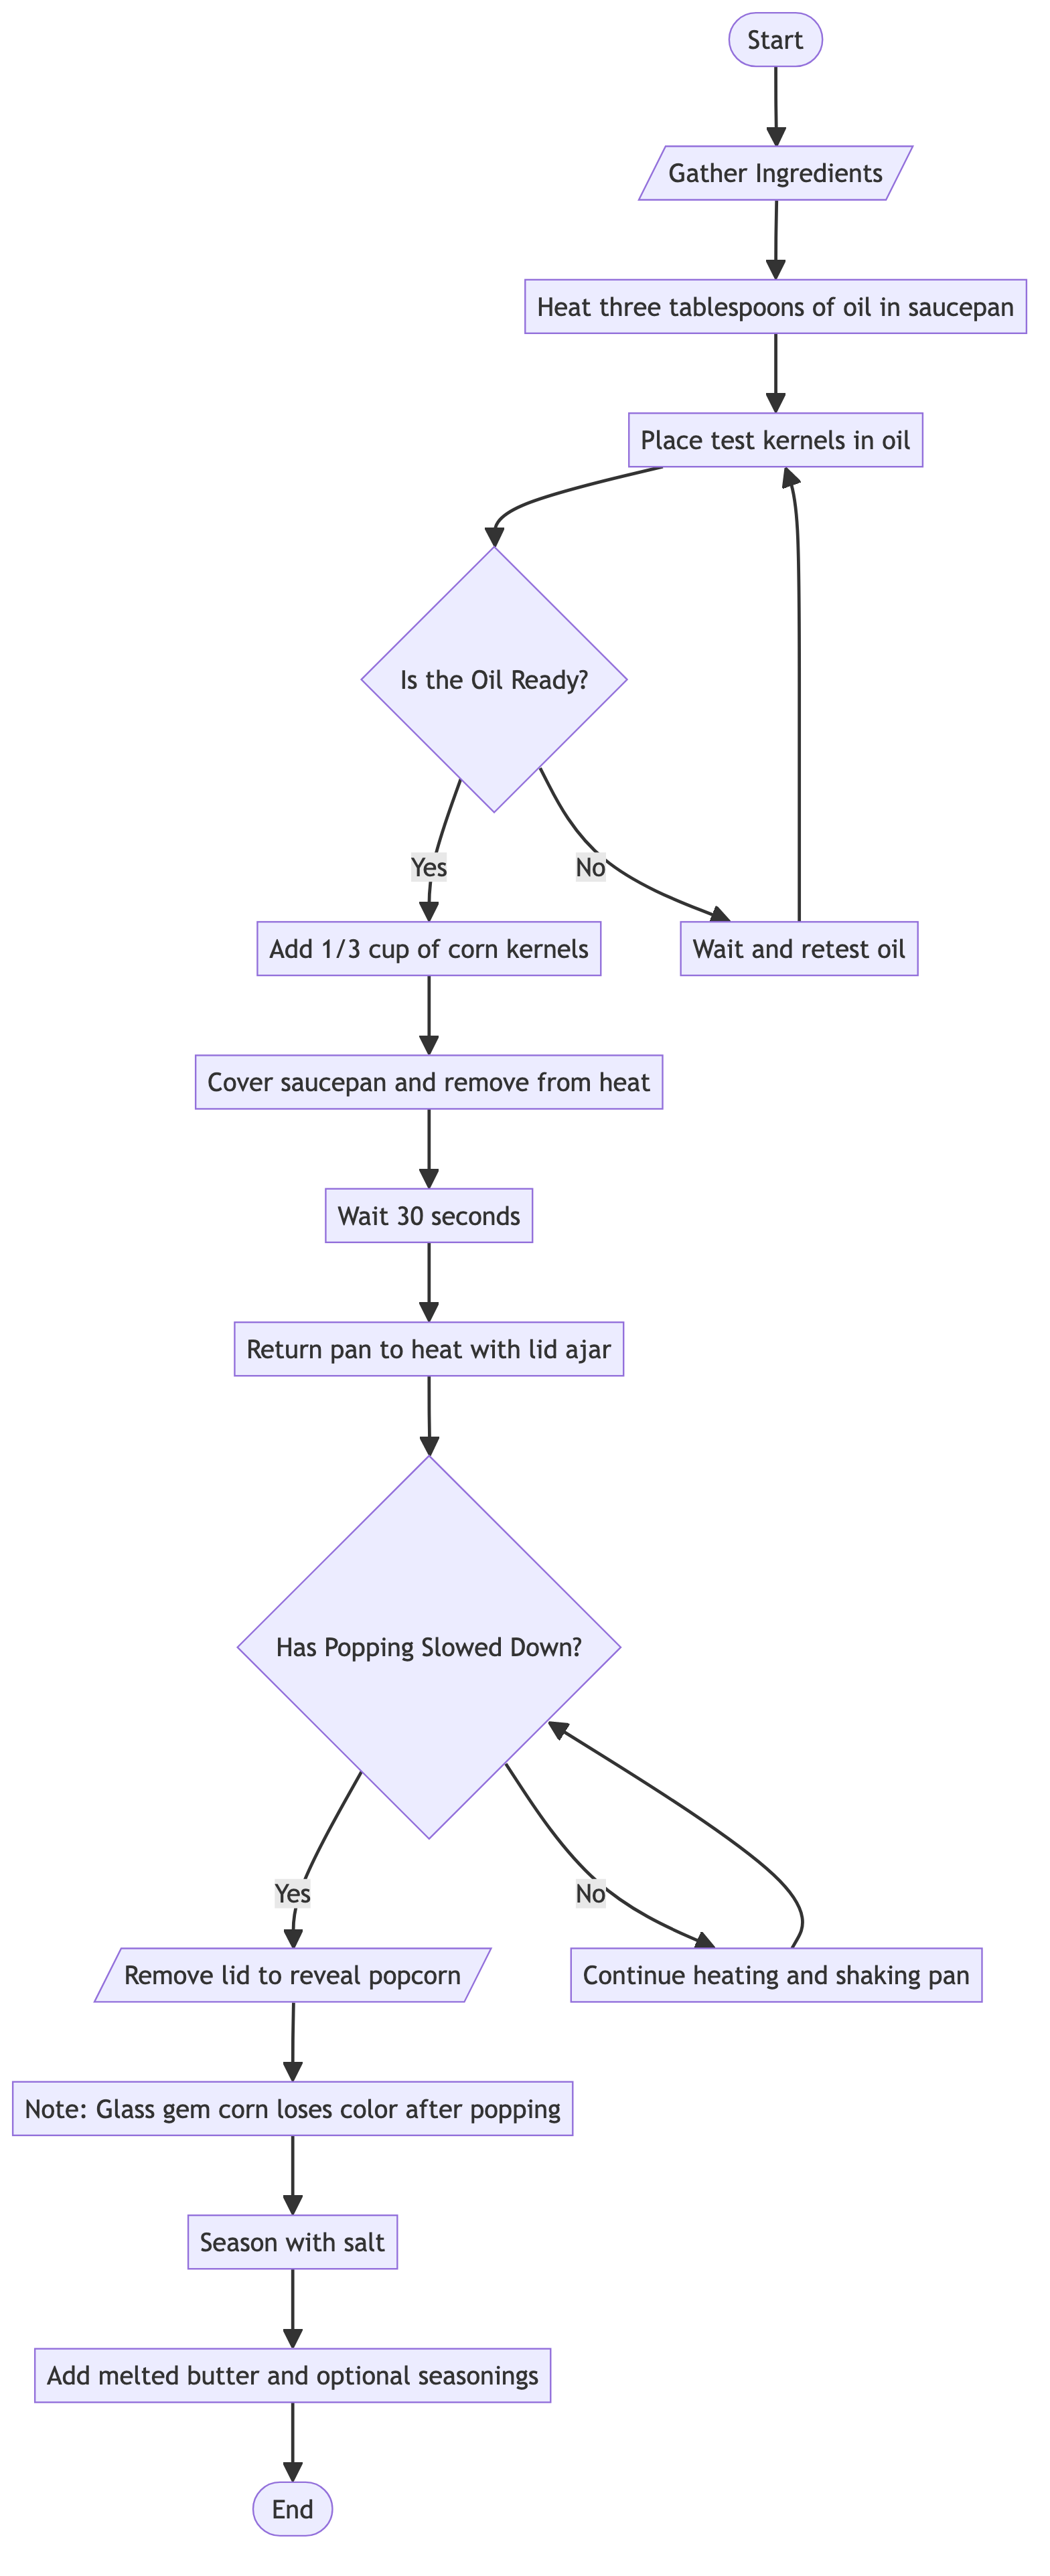 Start
Gather Ingredients
Heat three tablespoons of oil in saucepan
Place test kernels in oil
Is the Oil Ready?
Yes
No
Add 1/3 cup of corn kernels
Wait and retest oil
Cover saucepan and remove from heat
Wait 30 seconds
Return pan to heat with lid ajar
Has Popping Slowed Down?
Yes
No
Remove lid to reveal popcorn
Continue heating and shaking pan
Note: Glass gem corn loses color after popping
Season with salt
Add melted butter and optional seasonings
End